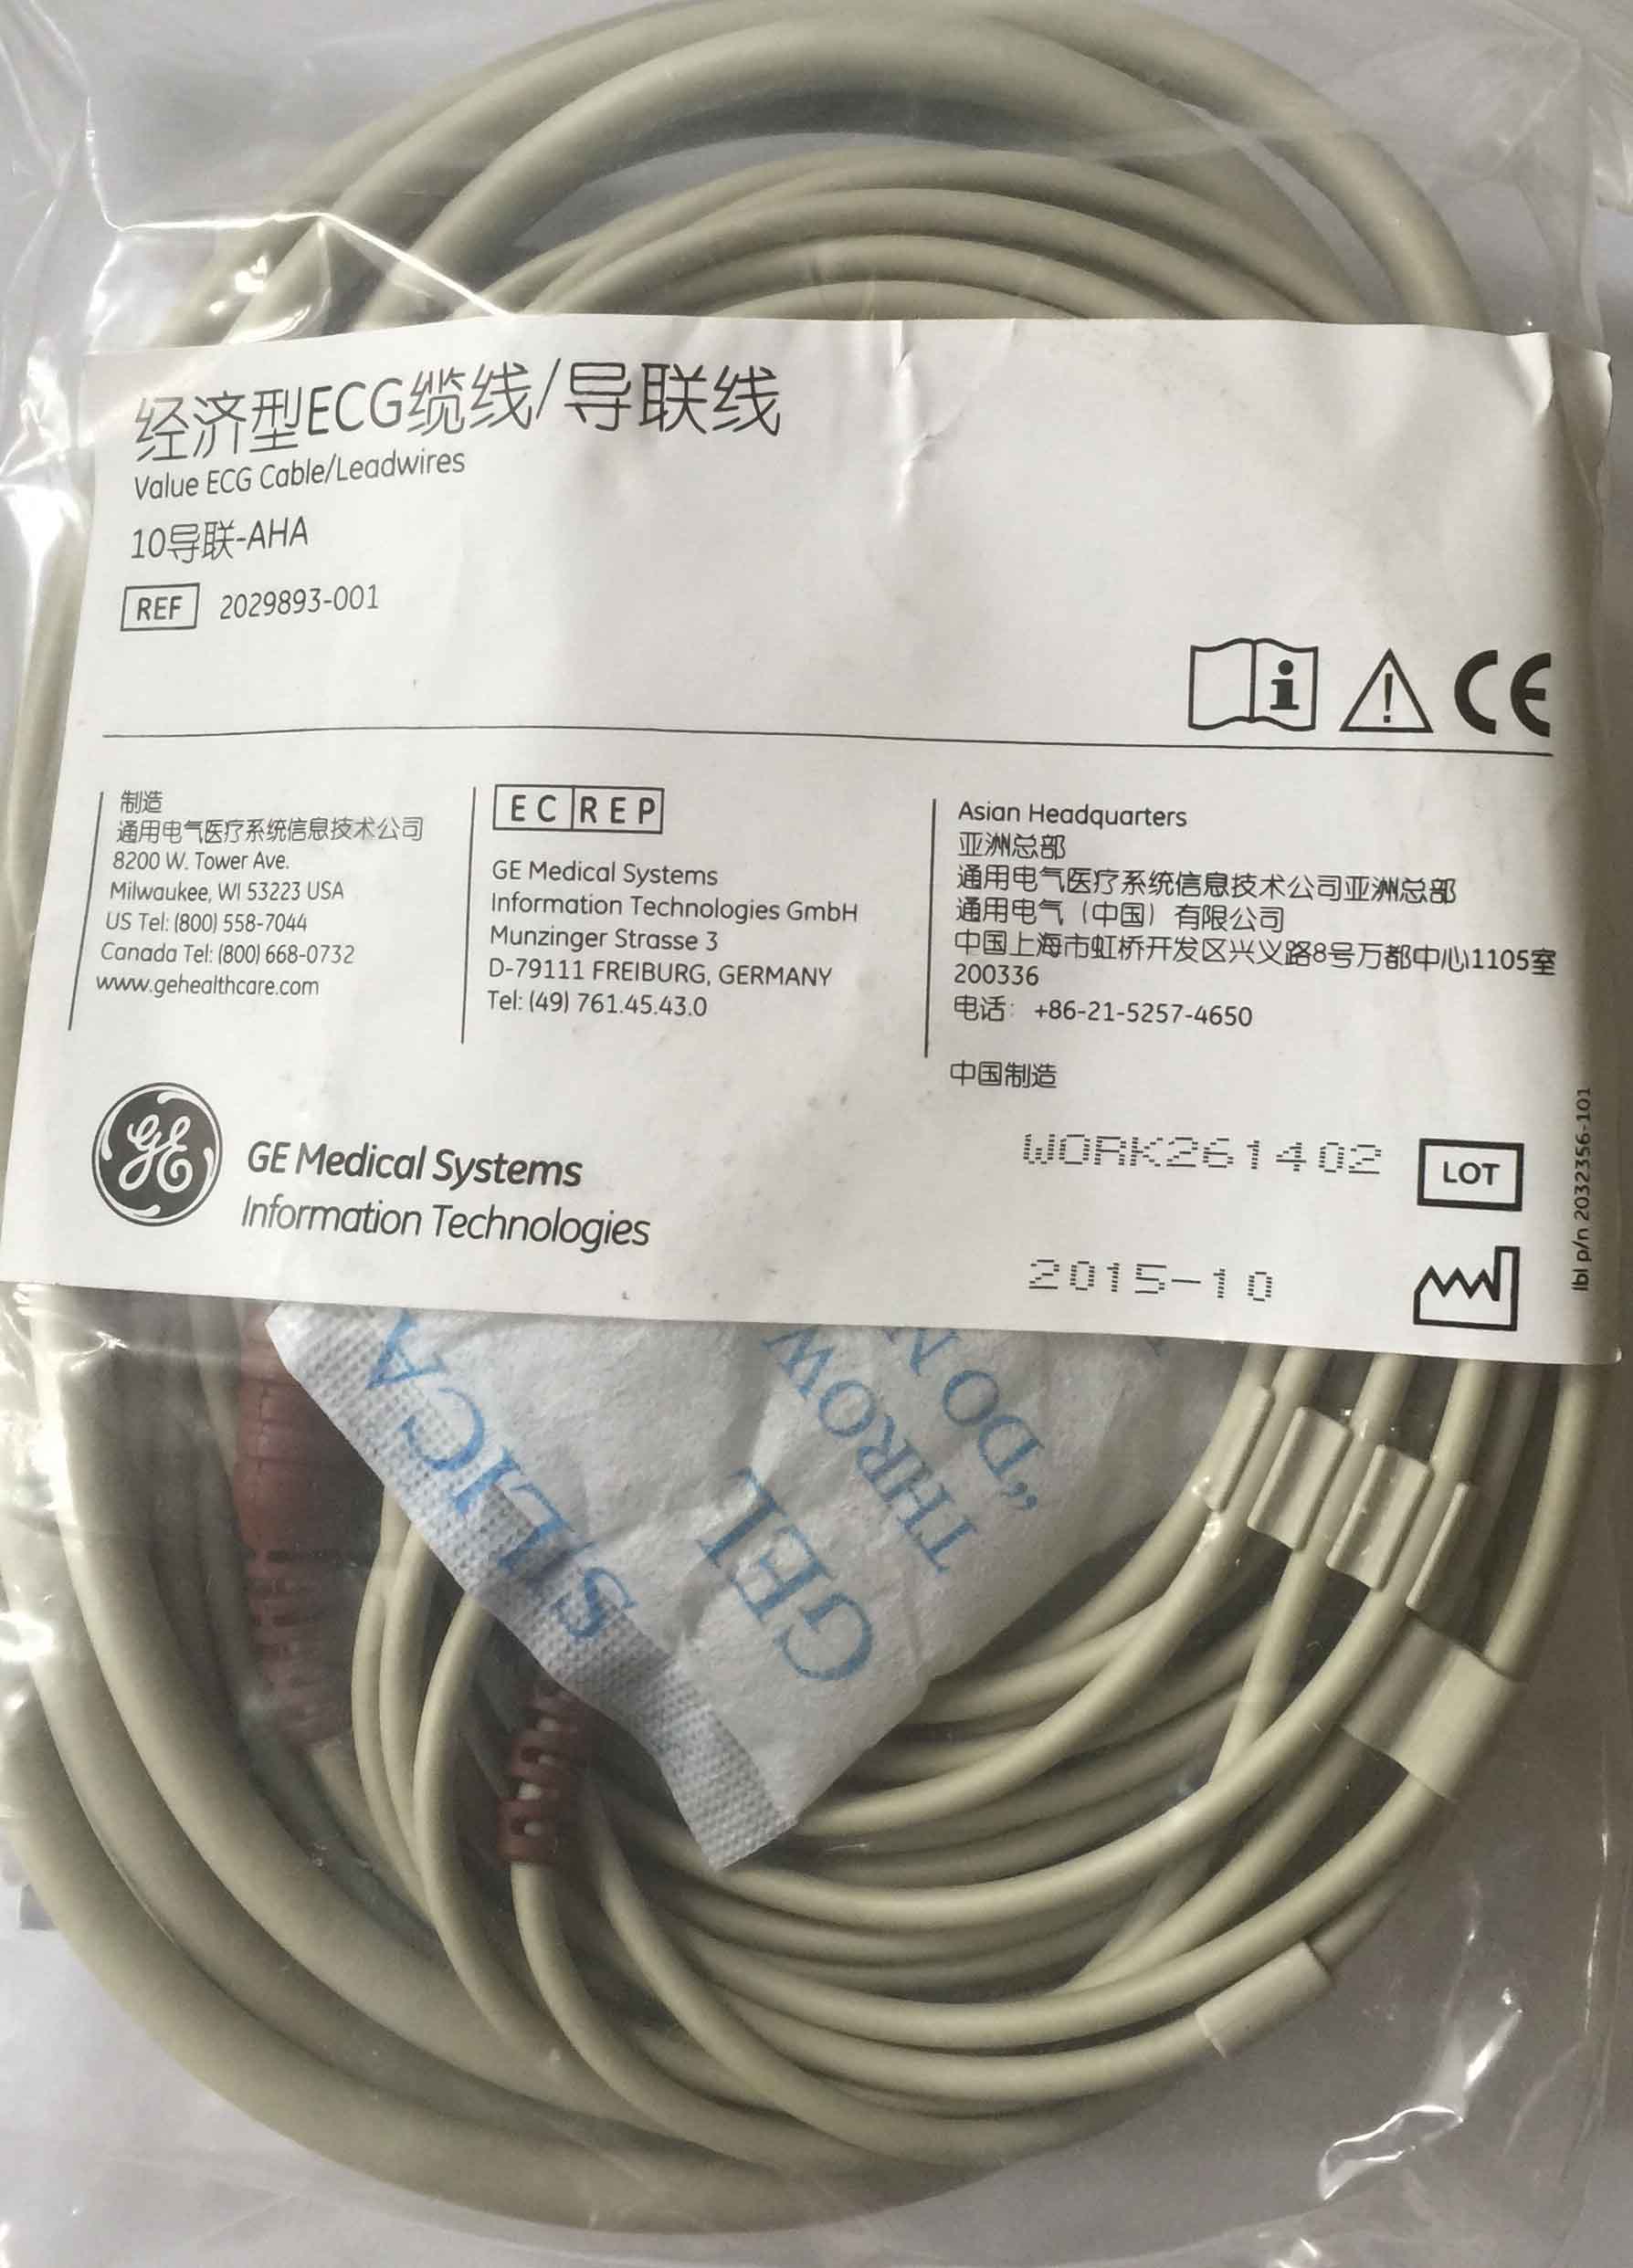 经济型ECG缆线/导联线
Value ECG Cable/Leadwires
10导联-AHA
REF 2029893-001
CE
制造
通用电气医疗系统信息技术公司
8200 W. Tower Ave.
Milwaukee, WI 53223 USA
US Tel: (800) 558-7044
Canada Tel: (800) 668-0732
www.gehealthcare.com
EC REP
GE Medical Systems
Information Technologies GmbH
Munzinger Strasse 3
D-79111 FREIBURG, GERMANY
Tel: (49) 761.45.43.0
Asian Headquarters
亚洲总部
通用电气医疗系统信息技术公司亚洲总部
通用电气（中国）有限公司
中国上海市虹桥开发区兴义路8号万都中心1105室
200336
电话: +86-21-5257-4650
中国制造
GE
GE Medical Systems
Information Technologies
WORK261402 LOT
2015-10
lbl p/n 2032356-101
SILICA
GEL
THROW
"DO